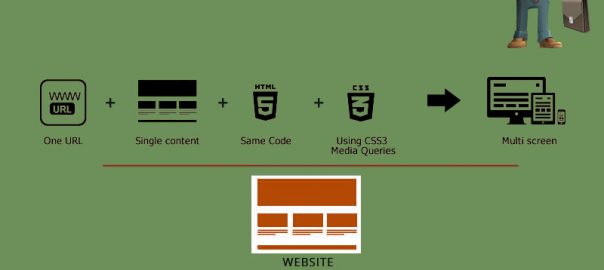 WWW
URL
HTML
5
CSS
3
+ + +
One URL
Single content
Same Code
Using CSS3
Media Queries
Multi screen
WEBSITE